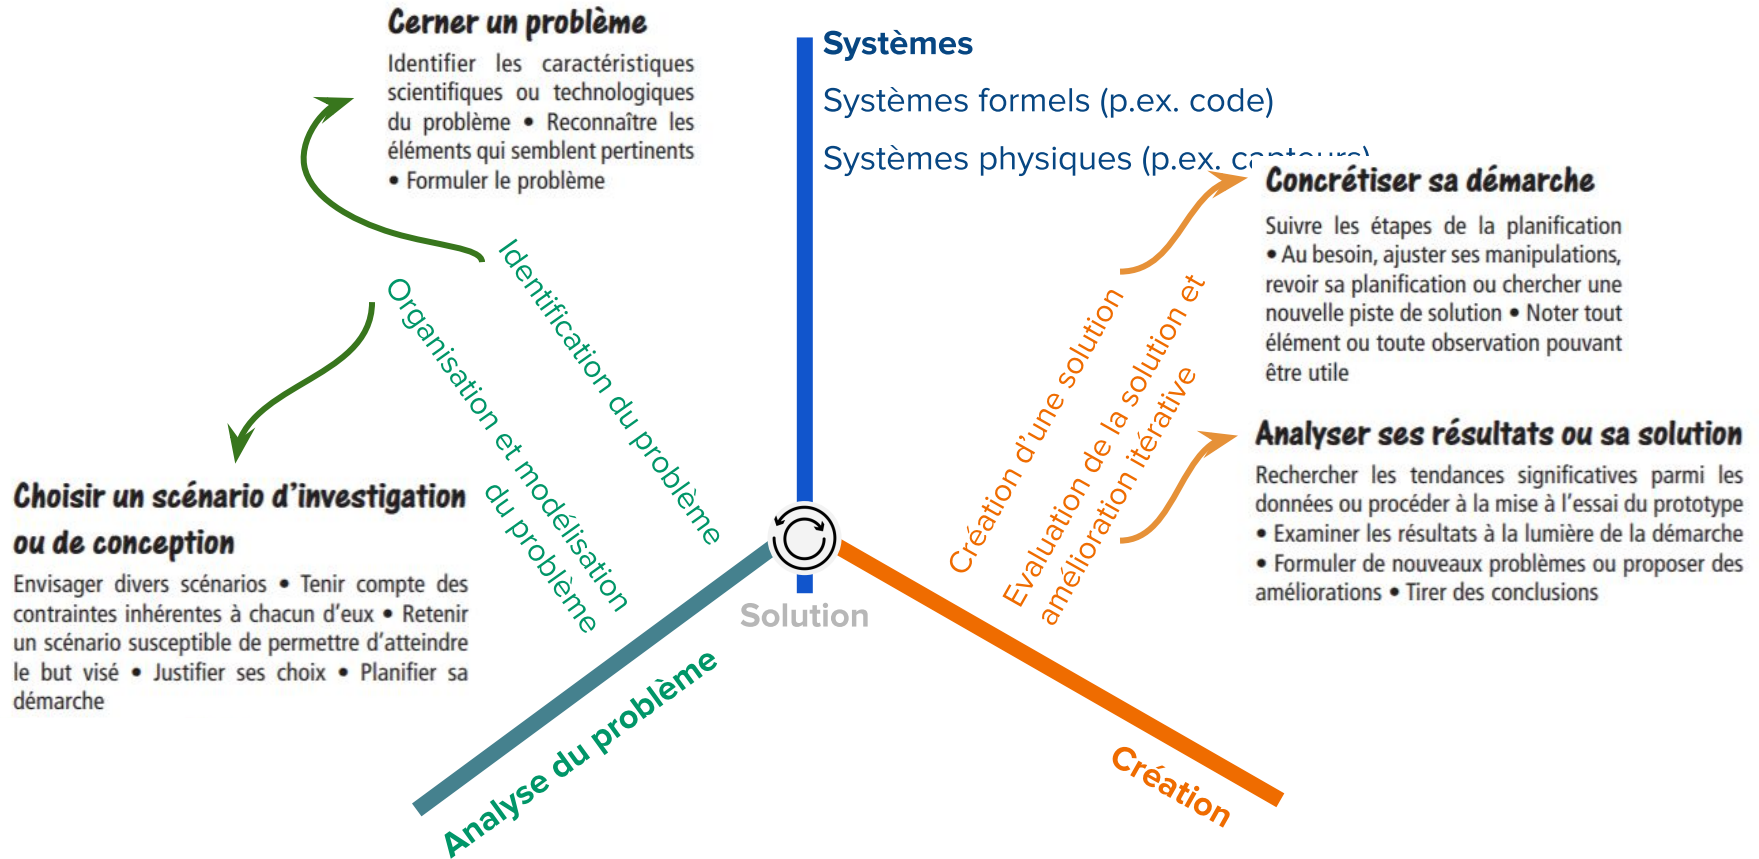 Cerner un problème
Identifier les caractéristiques
scientifiques ou technologiques
du problème • Reconnaître les
éléments qui semblent pertinents
• Formuler le problème
Systèmes
Systèmes formels (p.ex. code)
Systèmes physiques (p.ex. capteurs)
Concrétiser sa démarche
Suivre les étapes de la planification
• Au besoin, ajuster ses manipulations,
revoir sa planification ou chercher une
nouvelle piste de solution • Noter tout
élément ou toute observation pouvant
être utile
Identification du problème
Organisation et modélisation
du problème
Création d'une solution
Evaluation de la solution et
amélioration itérative
Analyser ses résultats ou sa solution
Rechercher les tendances significatives parmi les
données ou procéder à la mise à l'essai du prototype
• Examiner les résultats à la lumière de la démarche
• Formuler de nouveaux problèmes ou proposer des
améliorations • Tirer des conclusions
Choisir un scénario d'investigation
ou de conception
Envisager divers scénarios • Tenir compte des
contraintes inhérentes à chacun d'eux • Retenir
un scénario susceptible de permettre d'atteindre
le but visé • Justifier ses choix • Planifier sa
démarche
Solution
Analyse du problème
Création